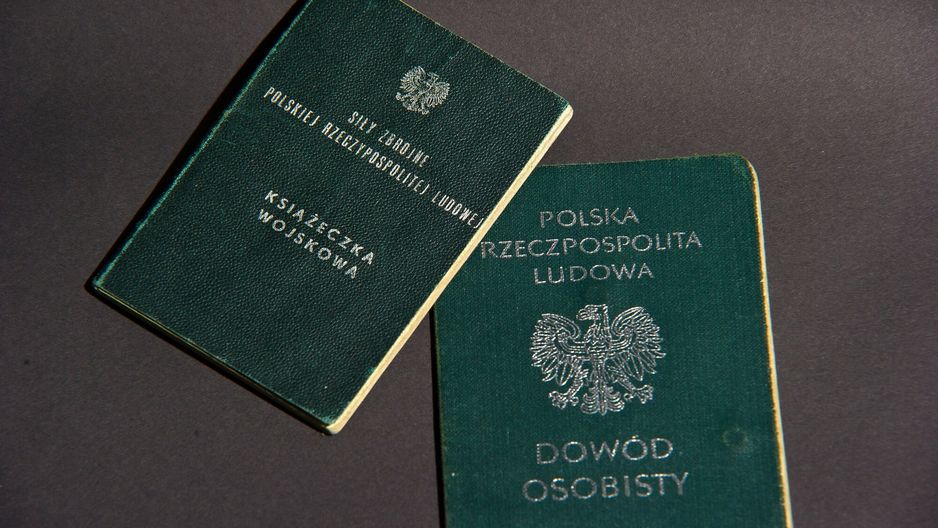 SIŁY ZBROJNE
POLSKIEJ RZECZYPOSPOLITEJ LUDOWEJ
KSIĄŻECZKA
WOJSKOWA
POLSKA
RZECZPOSPOLITA
LUDOWA
DOWÓD
OSOBISTY